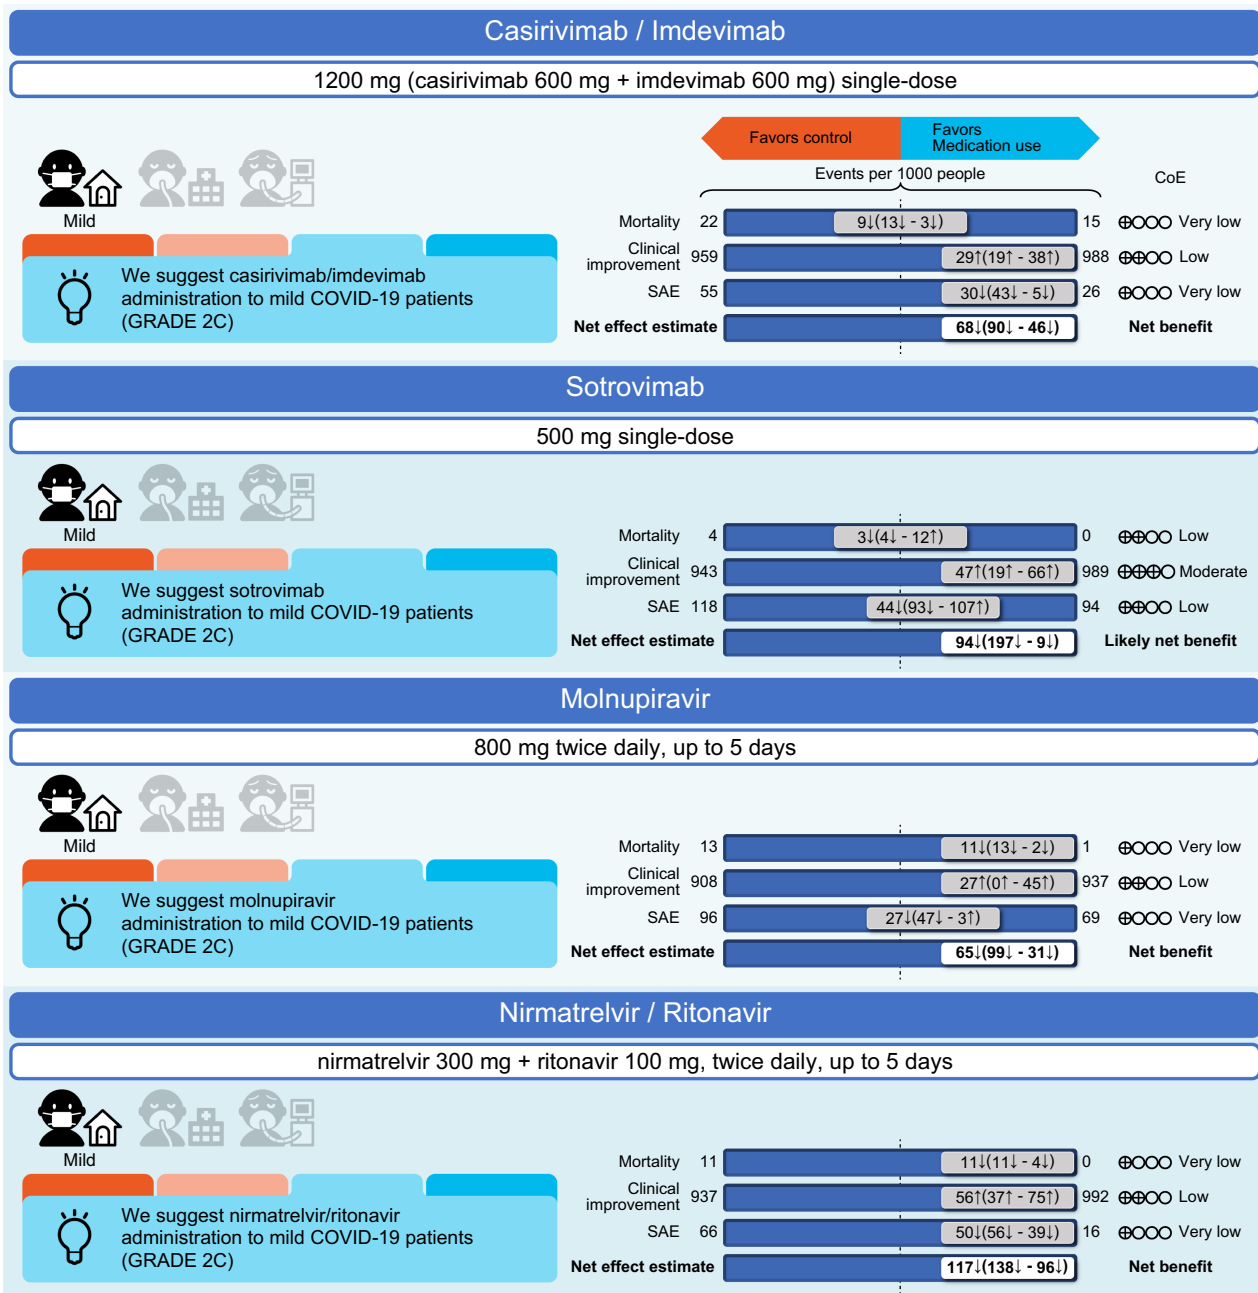 Casirivimab / Imdevimab
1200 mg (casirivimab 600 mg + imdevimab 600 mg) single-dose
Favors control
Favors
Medication use
Events per 1000 people
CoE
Mild
Mortality 22 9↓(13↓ - 3↓) 15 ⊕○○○ Very low
Clinical
improvement 959 29↑(19↑ - 38↑) 988 ⊕⊕○○ Low
SAE 55 30↓(43↓ - 5↓) 26 ⊕○○○ Very low
Net effect estimate 68↓(90↓ - 46↓) Net benefit
We suggest casirivimab/imdevimab
administration to mild COVID-19 patients
(GRADE 2C)
Sotrovimab
500 mg single-dose
Mild
Mortality 4 3↓(4↓ - 12↑) 0 ⊕⊕○○ Low
Clinical
improvement 943 47↑(19↑ - 66↑) 989 ⊕⊕⊕○ Moderate
SAE 118 44↓(93↓ - 107↑) 94 ⊕⊕○○ Low
Net effect estimate 94↓(197↓ - 9↓) Likely net benefit
We suggest sotrovimab
administration to mild COVID-19 patients
(GRADE 2C)
Molnupiravir
800 mg twice daily, up to 5 days
Mild
Mortality 13 11↓(13↓ - 2↓) 1 ⊕○○○ Very low
Clinical
improvement 908 27↑(0↑ - 45↑) 937 ⊕⊕○○ Low
SAE 96 27↓(47↓ - 3↑) 69 ⊕○○○ Very low
Net effect estimate 65↓(99↓ - 31↓) Net benefit
We suggest molnupiravir
administration to mild COVID-19 patients
(GRADE 2C)
Nirmatrelvir / Ritonavir
nirmatrelvir 300 mg + ritonavir 100 mg, twice daily, up to 5 days
Mild
Mortality 11 11↓(11↓ - 4↓) 0 ⊕○○○ Very low
Clinical
improvement 937 56↑(37↑ - 75↑) 992 ⊕⊕○○ Low
SAE 66 50↓(56↓ - 39↓) 16 ⊕○○○ Very low
Net effect estimate 117↓(138↓ - 96↓) Net benefit
We suggest nirmatrelvir/ritonavir
administration to mild COVID-19 patients
(GRADE 2C)